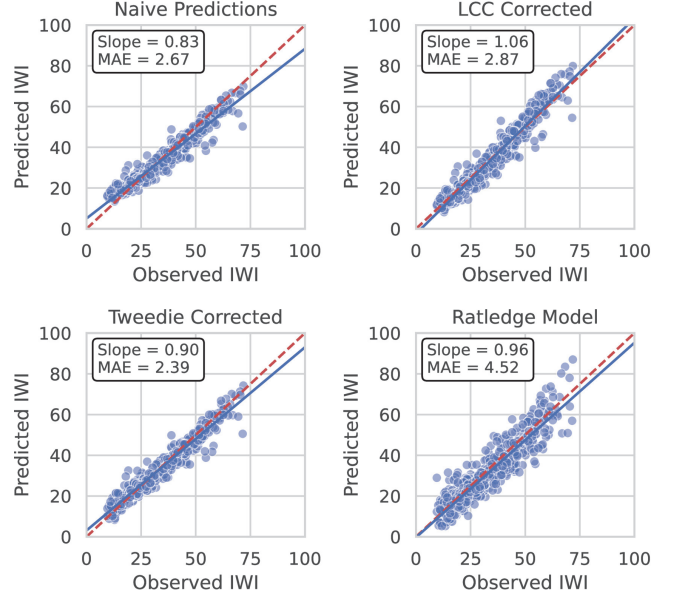 Naive Predictions
Slope = 0.83
MAE = 2.67
100
80
60
40
20
0
Predicted IWI
0 25 50 75 100
Observed IWI
LCC Corrected
Slope = 1.06
MAE = 2.87
100
80
60
40
20
0
Predicted IWI
0 25 50 75 100
Observed IWI
Tweedie Corrected
Slope = 0.90
MAE = 2.39
100
80
60
40
20
0
Predicted IWI
0 25 50 75 100
Observed IWI
Ratledge Model
Slope = 0.96
MAE = 4.52
100
80
60
40
20
0
Predicted IWI
0 25 50 75 100
Observed IWI